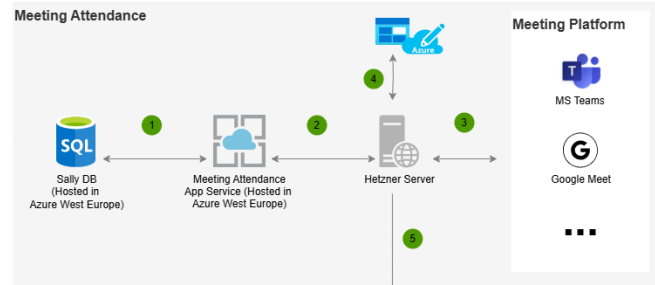 Meeting Attendance
Azure
Meeting Platform
4
T
MS Teams
1
2
3
SQL
G
Sally DB
(Hosted in
Azure West Europe)
Meeting Attendance
App Service (Hosted in
Azure West Europe)
Hetzner Server
Google Meet
5
...